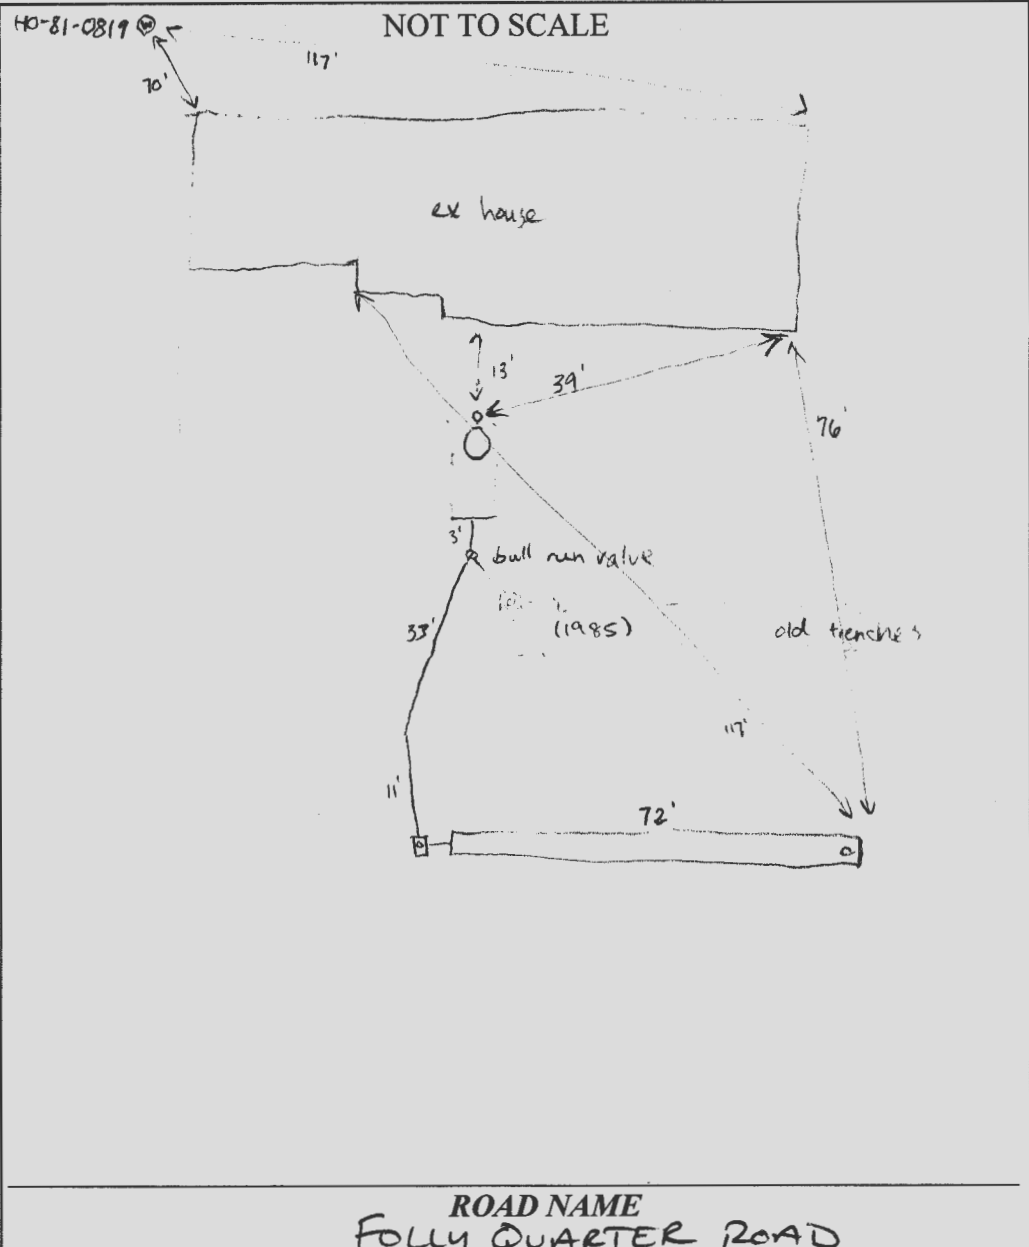 HO-81-0819 W
NOT TO SCALE
117'
70'
ex house
13'
39'
76'
3'
bull run valve
(1985)
33'
old trenches
117'
11'
72'
ROAD NAME
FOLLY QUARTER ROAD